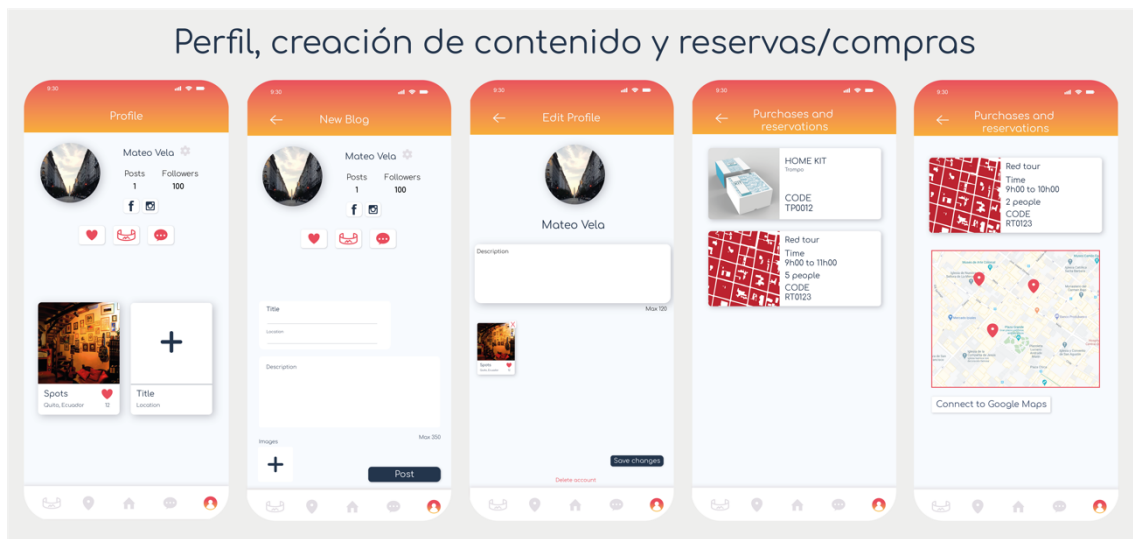 Perfil, creación de contenido y reservas/compras
9:30
Profile
Mateo Vela
Posts Followers
1 100
Spots
Quito, Ecuador 12
Title
Location
9:30
New Blog
Mateo Vela
Posts Followers
1 100
Title
Location
Description
Max 350
Images
Post
9:30
Edit Profile
Mateo Vela
Description
Max 120
Spots
Save changes
Delete account
9:30
Purchases and
reservations
HOME KIT
Trompo
CODE
TP0012
Red tour
Time
9h00 to 11h00
5 people
CODE
RT0123
9:30
Purchases and
reservations
Red tour
Time
9h00 to 10h00
2 people
CODE
RT0123
Connect to Google Maps